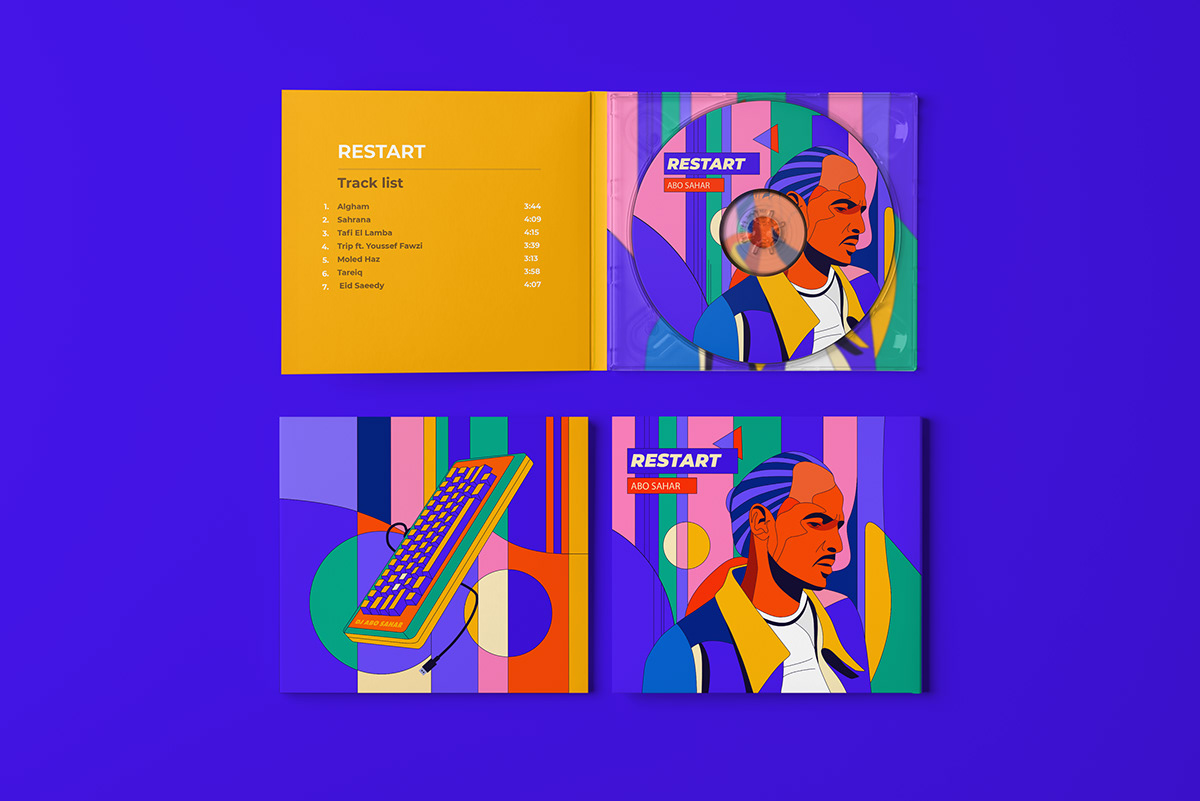 RESTART
Track list
1. Algham 3:44
2. Sahrana 4:09
3. Tafi El Lamba 4:15
4. Trip ft. Youssef Fawzi 3:39
5. Moled Haz 3:13
6. Tareiq 3:58
7. Eid Saeedy 4:07
RESTART
ABO SAHAR
DJ ABO SAHAR
RESTART
ABO SAHAR